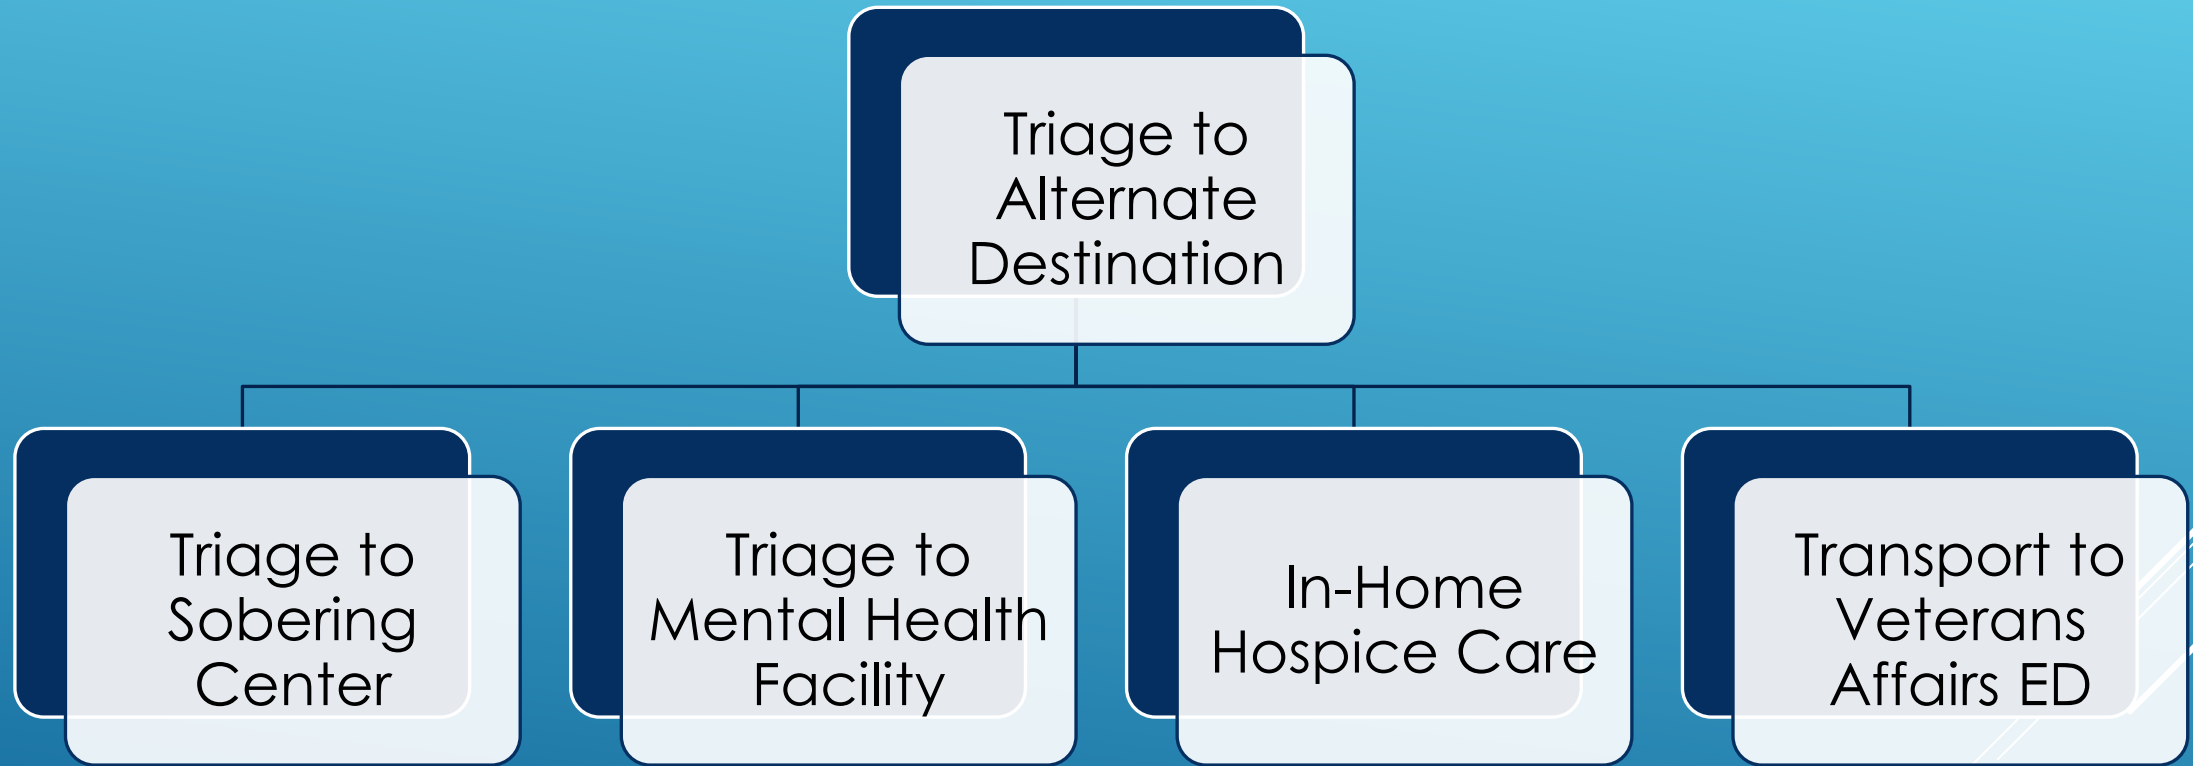 Triage to
Alternate
Destination
Triage to
Sobering
Center
Triage to
Mental Health
Facility
In-Home
Hospice Care
Transport to
Veterans
Affairs ED